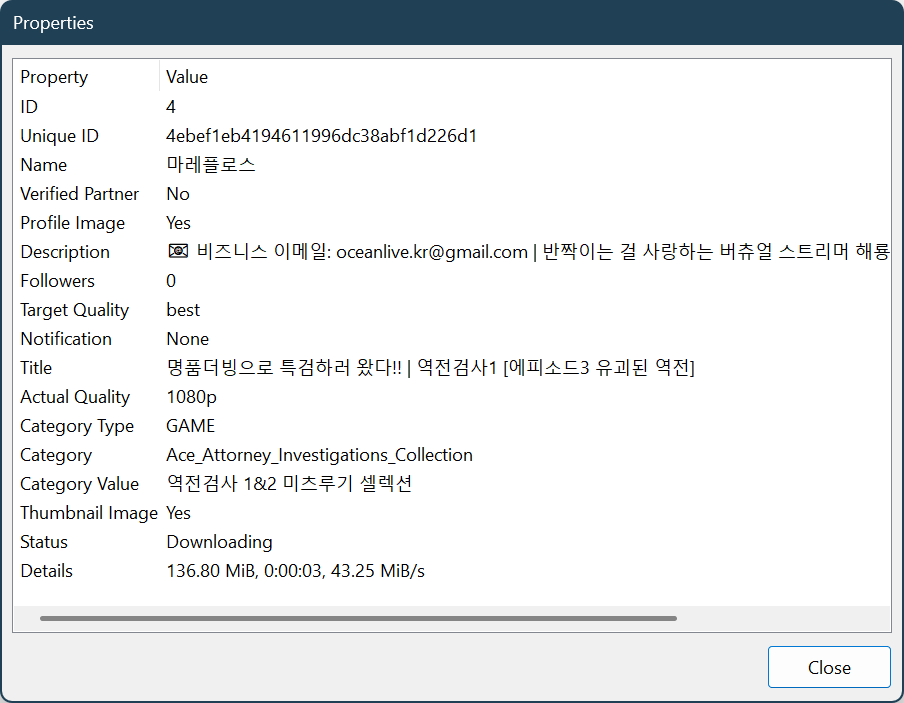 Properties
Property Value
ID 4
Unique ID 4ebef1eb4194611996dc38abf1d226d1
Name 마레플로스
Verified Partner No
Profile Image Yes
Description 📧 비즈니스 이메일: oceanlive.kr@gmail.com | 반짝이는 걸 사랑하는 버츄얼 스트리머 해룡
Followers 0
Target Quality best
Notification None
Title 명품더빙으로 특검하러 왔다!! | 역전검사1 [에피소드3 유괴된 역전]
Actual Quality 1080p
Category Type GAME
Category Ace_Attorney_Investigations_Collection
Category Value 역전검사 1&2 미츠루기 셀렉션
Thumbnail Image Yes
Status Downloading
Details 136.80 MiB, 0:00:03, 43.25 MiB/s
Close